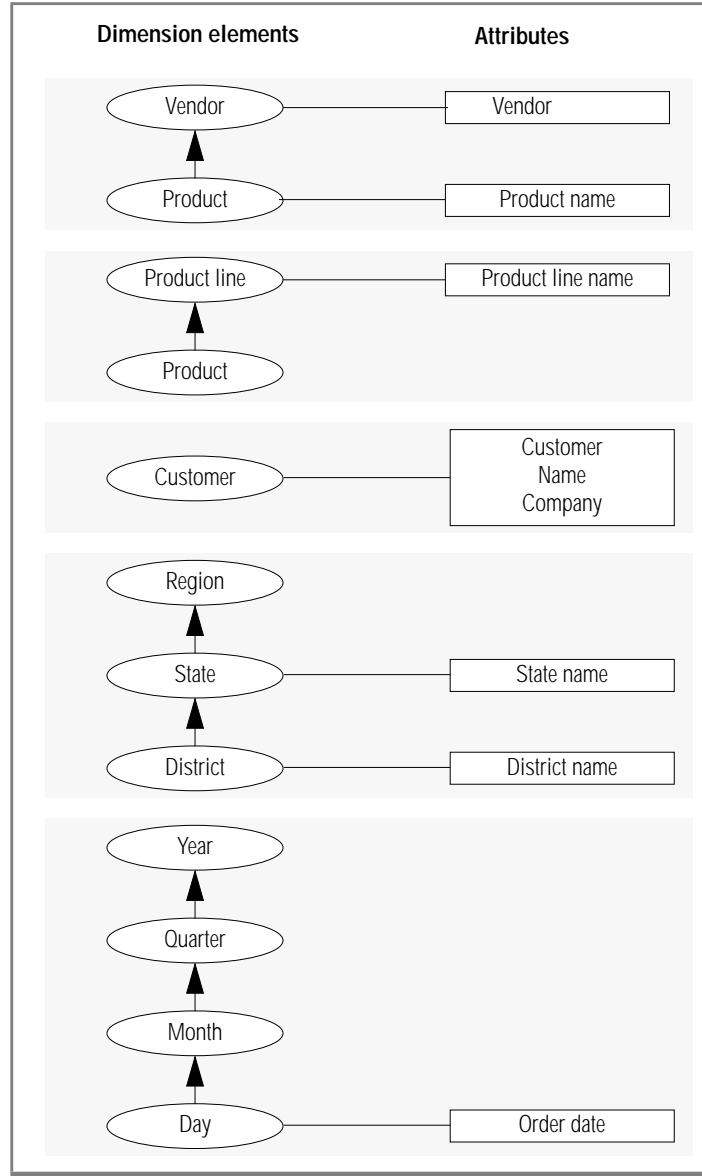 Dimension elements Attributes
Vendor Vendor
Product Product name
Product line Product line name
Product
Customer
Customer
Name
Company
Region
State State name
District District name
Year
Quarter
Month
Day Order date